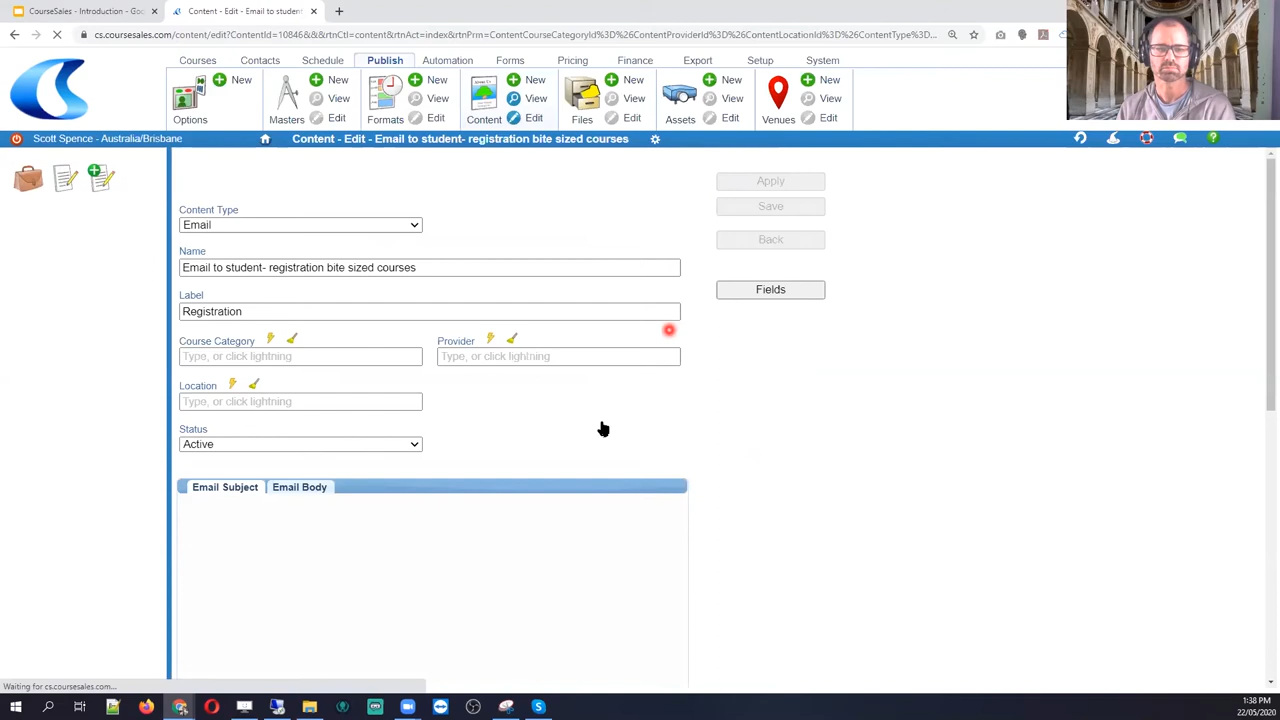 CourseSales - Introduction - Goo
Content - Edit - Email to student
cs.coursesales.com/content/edit?ContentId=10846&&&rtnCtl=content&rtnAct=index&rtnPrm=ContentCourseCategoryId%3D%26ContentProviderId%3D%26ContentLocationId%3D%26ContentType%3D...
Courses Contacts Schedule Publish Automation Forms Pricing Finance Export Setup System
New New New New New New New
View View View View View View
Options Masters Edit Formats Edit Content Edit Files Edit Assets Edit Venues Edit
Scott Spence - Australia/Brisbane Content - Edit - Email to student- registration bite sized courses
Apply
Content Type Save
Email
Back
Name
Email to student- registration bite sized courses
Fields
Label
Registration
Course Category Provider
Type, or click lightning Type, or click lightning
Location
Type, or click lightning
Status
Active
Email Subject Email Body
Waiting for cs.coursesales.com...
1:38 PM
22/05/2020